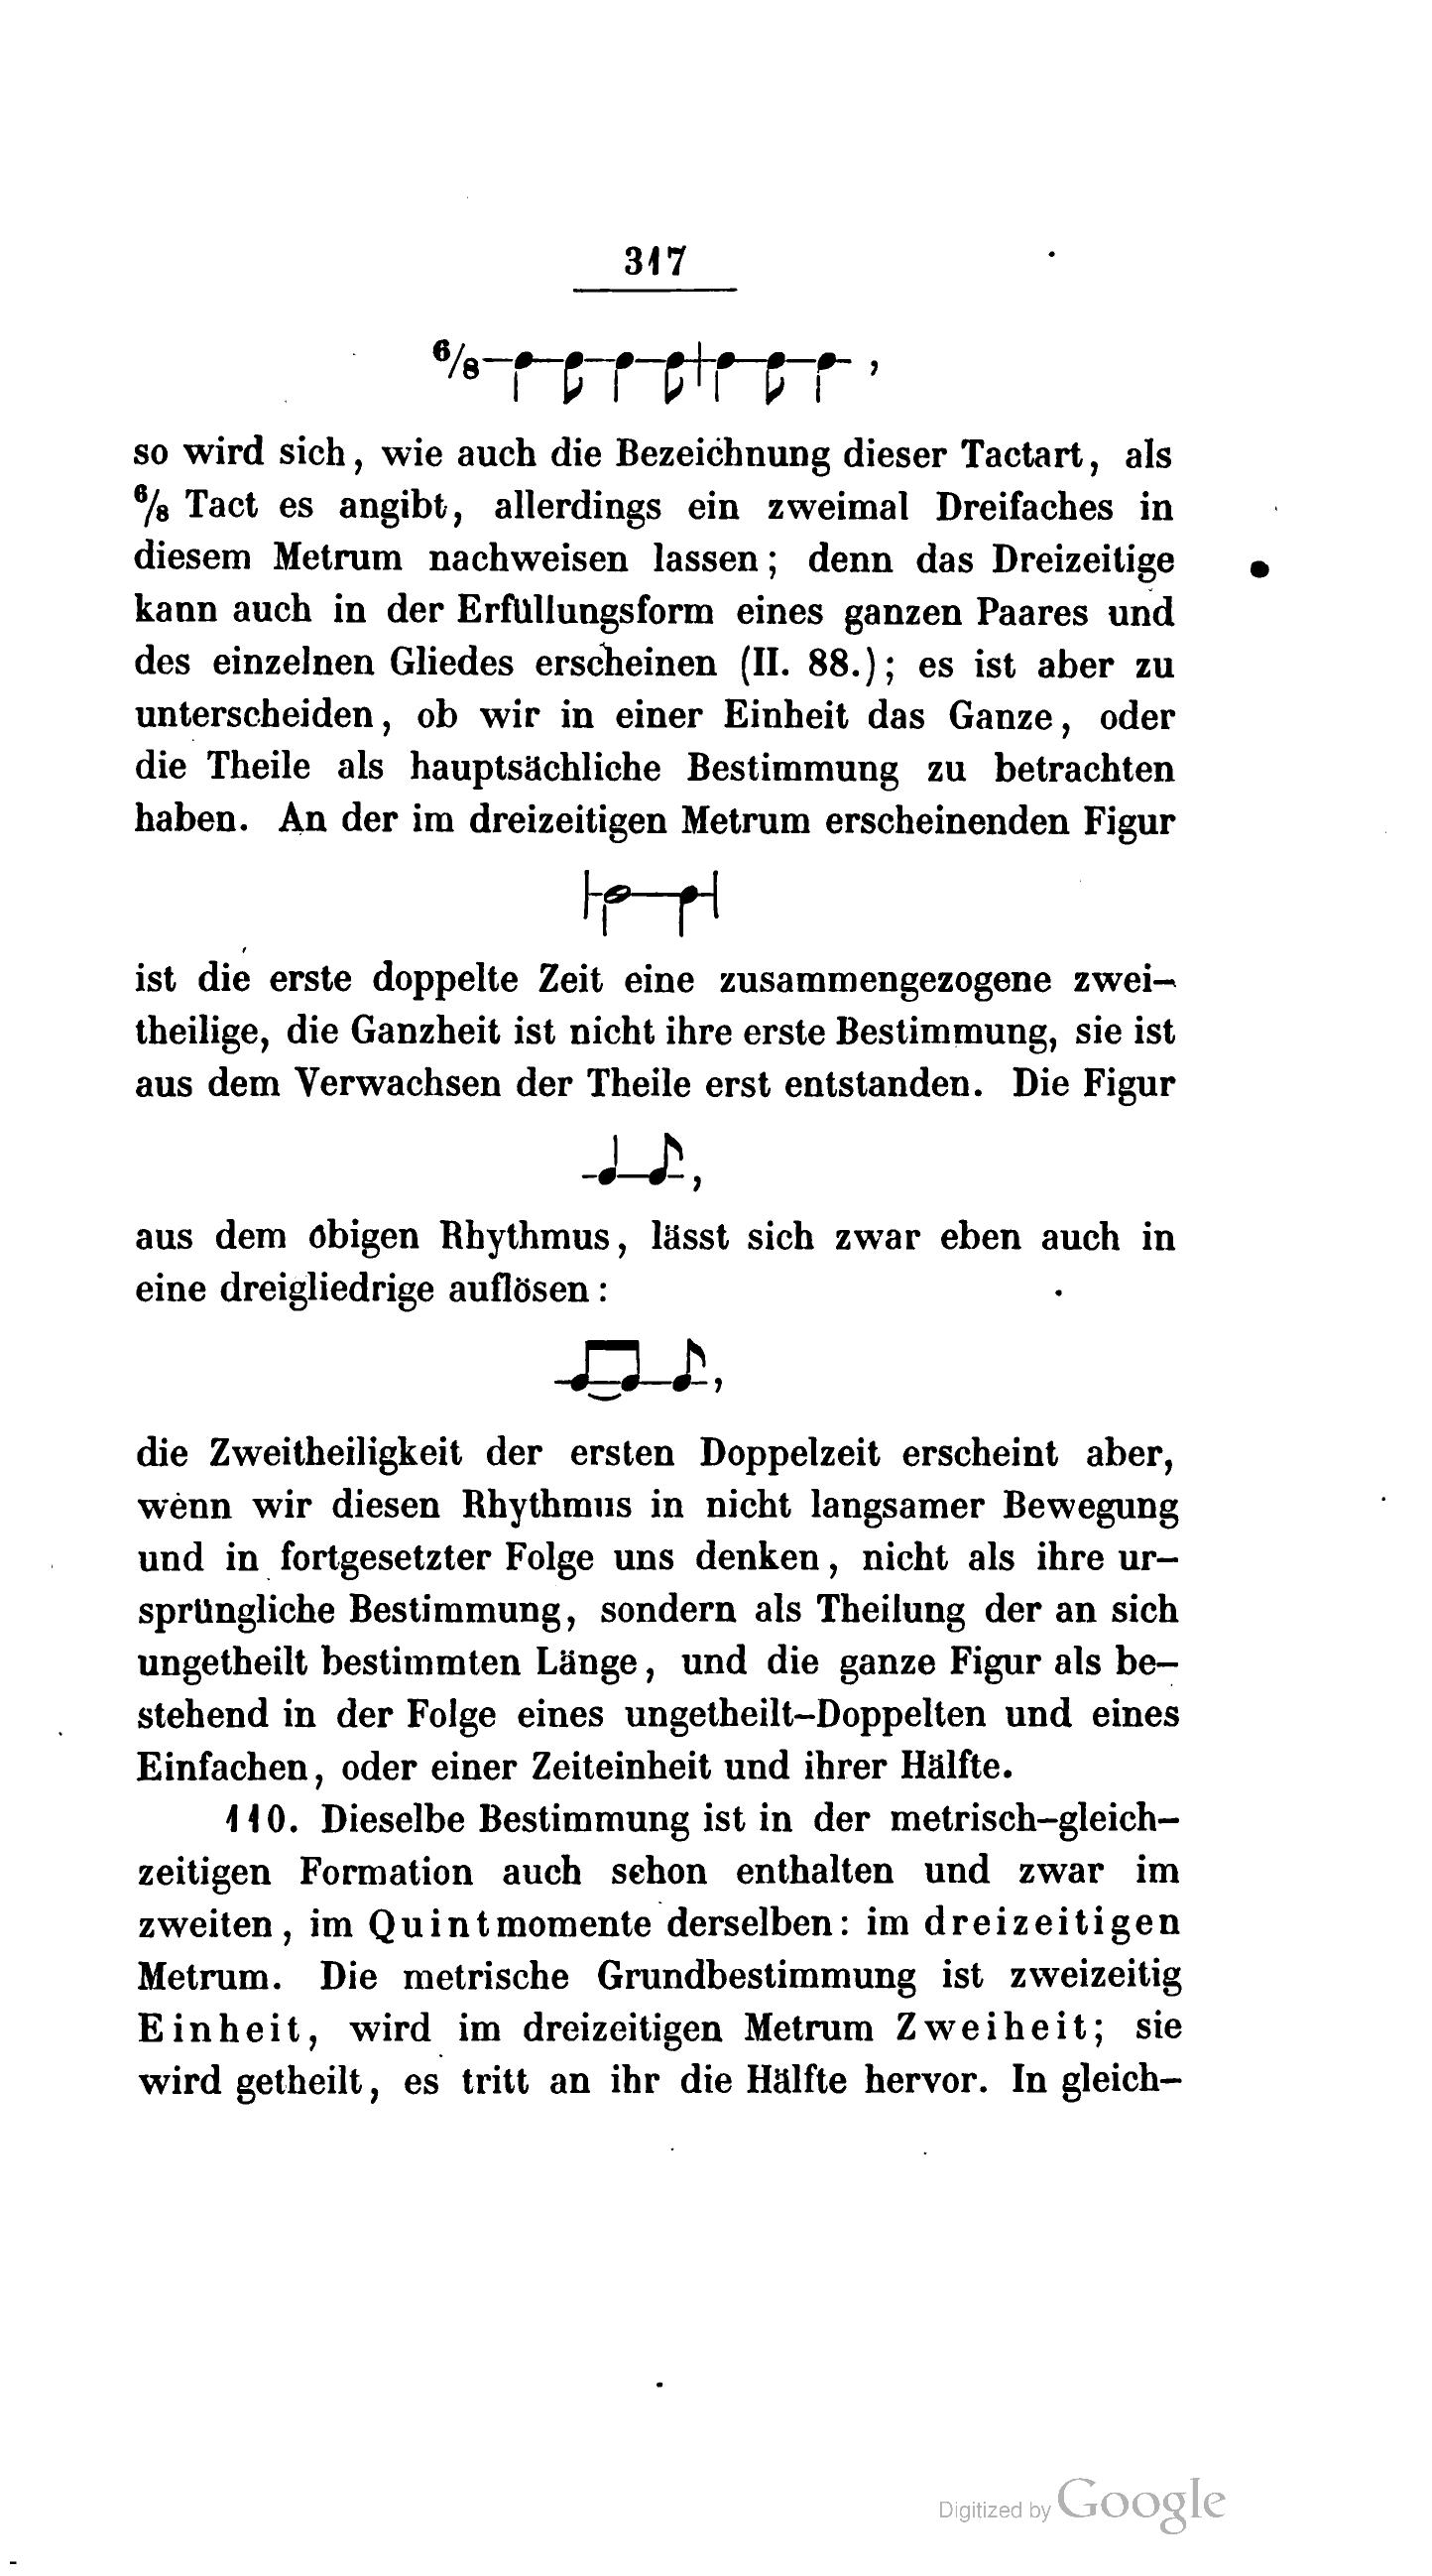 317
6/8 ,
so wird sich, wie auch die Bezeichnung dieser Tactart, als
6/8 Tact es angibt, allerdings ein zweimal Dreifaches in
diesem Metrum nachweisen lassen; denn das Dreizeitige
kann auch in der Erfüllungsform eines ganzen Paares und
des einzelnen Gliedes erscheinen (II. 88.); es ist aber zu
unterscheiden, ob wir in einer Einheit das Ganze, oder
die Theile als hauptsächliche Bestimmung zu betrachten
haben. An der im dreizeitigen Metrum erscheinenden Figur
ist die erste doppelte Zeit eine zusammengezogene zwei-
theilige, die Ganzheit ist nicht ihre erste Bestimmung, sie ist
aus dem Verwachsen der Theile erst entstanden. Die Figur
,
aus dem obigen Rhythmus, lässt sich zwar eben auch in
eine dreigliedrige auflösen:
,
die Zweitheiligkeit der ersten Doppelzeit erscheint aber,
wenn wir diesen Rhythmus in nicht langsamer Bewegung
und in fortgesetzter Folge uns denken, nicht als ihre ur-
sprüngliche Bestimmung, sondern als Theilung der an sich
ungetheilt bestimmten Länge, und die ganze Figur als be-
stehend in der Folge eines ungetheilt-Doppelten und eines
Einfachen, oder einer Zeiteinheit und ihrer Hälfte.
110. Dieselbe Bestimmung ist in der metrisch-gleich-
zeitigen Formation auch schon enthalten und zwar im
zweiten, im Quintmomente derselben: im dreizeitigen
Metrum. Die metrische Grundbestimmung ist zweizeitig
Einheit, wird im dreizeitigen Metrum Zweiheit; sie
wird getheilt, es tritt an ihr die Hälfte hervor. In gleich-
Digitized by Google